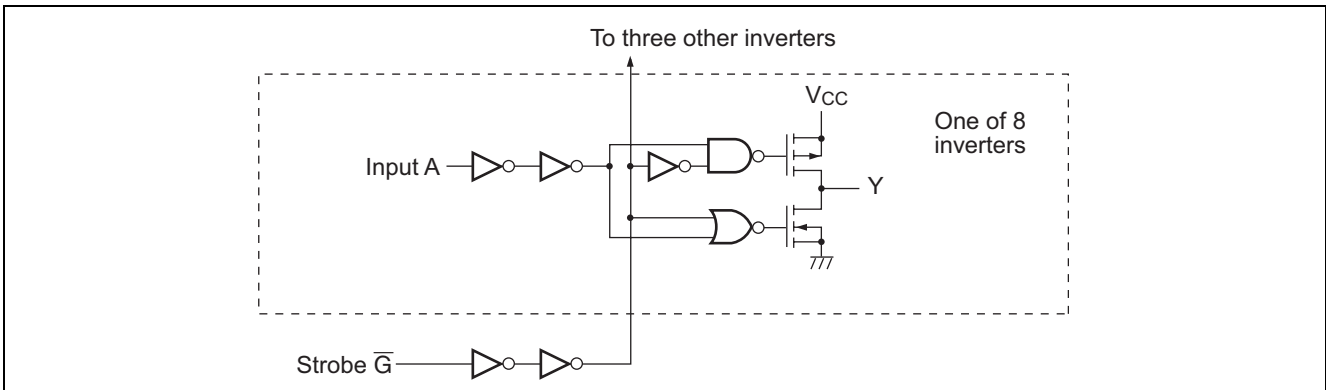 To three other inverters
VCC
One of 8
inverters
Input A
Y
Strobe G̅